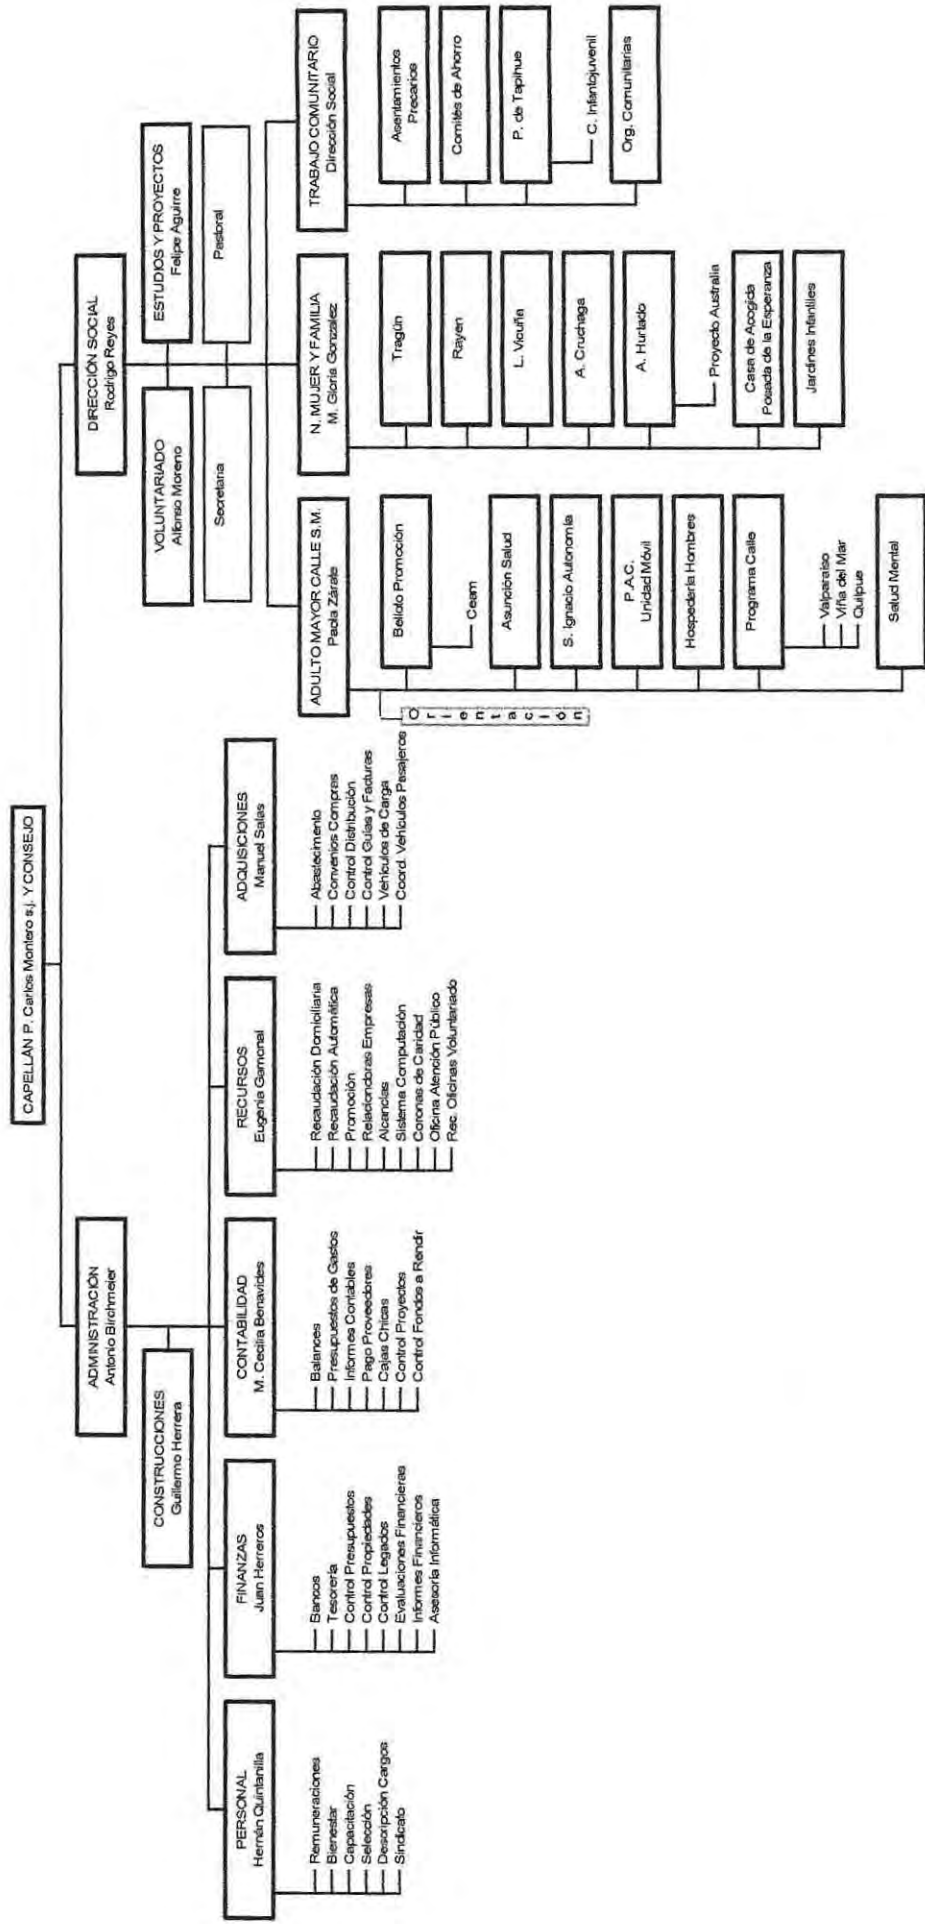 CAPELLÁN P. Carlos Montero s.j. Y CONSEJO
ADMINISTRACIÓN
Antonio Birchmeier
CONSTRUCCIONES
Guillermo Herrera
PERSONAL
Hernán Quintanilla
Remuneraciones
Bienestar
Capacitación
Selección
Descripción Cargos
Sindicato
FINANZAS
Juan Herreros
Bancos
Tesorería
Control Presupuestos
Control Propiedades
Control Legados
Evaluaciones Financieras
Informes Financieros
Asesoría Informática
CONTABILIDAD
M. Cecilia Benavides
Balances
Presupuestos de Gastos
Informes Contables
Pago Proveedores
Cajas Chicas
Control Proyectos
Control Fondos a Rendir
RECURSOS
Eugenia Gamonal
Recaudación Domiciliaria
Recaudación Automática
Promoción
Relacionadoras Empresas
Alcancías
Sistema Computación
Coronas de Caridad
Oficina Atención Público
Rec. Oficinas Voluntariado
ADQUISICIONES
Manuel Salas
Abastecimento
Convenios Compras
Control Distribución
Control Guías y Facturas
Vehículos de Carga
Coord. Vehículos Pasajeros
DIRECCIÓN SOCIAL
Rodrigo Reyes
VOLUNTARIADO
Alfonso Moreno
ESTUDIOS Y PROYECTOS
Felipe Aguirre
Secretaria
Pastoral
ADULTO MAYOR CALLE S.M.
Paola Zárate
Orientación
Belloto Promoción
Ceam
Asunción Salud
S. Ignacio Autonomía
P.A.C.
Unidad Móvil
Hospedería Hombres
Programa Calle
Valparaiso
Viña del Mar
Quilpue
Salud Mental
N. MUJER Y FAMILIA
M. Gloria Gonzalez
Tragún
Rayen
L. Vicuña
A. Cruchaga
A. Hurtado
Proyecto Australia
Casa de Acogida
Posada de la Esperanza
Jardines Infantiles
TRABAJO COMUNITARIO
Dirección Social
Asentamientos
Precarios
Comités de Ahorro
P. de Tapihue
C. Infantojuvenil
Org. Comunitarias